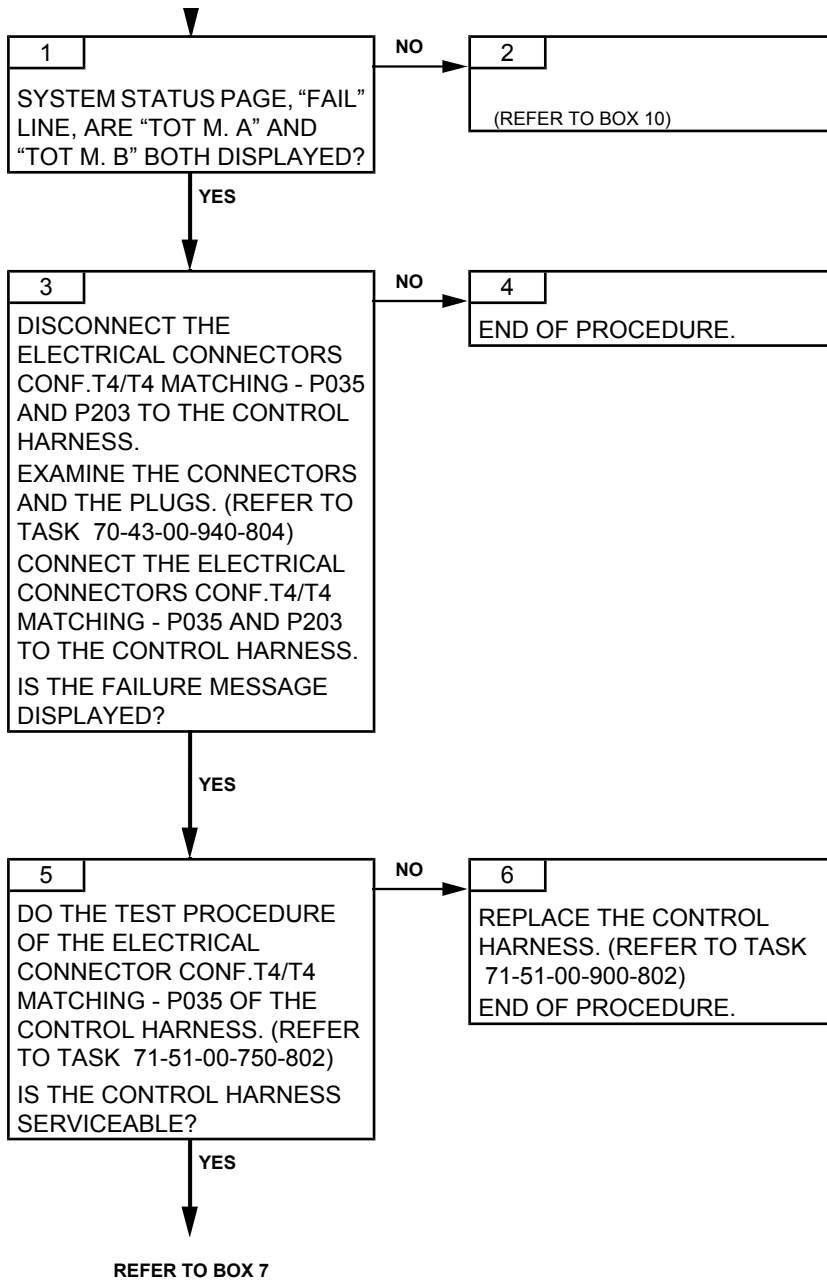 1
SYSTEM STATUS PAGE, “FAIL”
LINE, ARE “TOT M. A” AND
“TOT M. B” BOTH DISPLAYED?
NO
2
(REFER TO BOX 10)
YES
3
DISCONNECT THE
ELECTRICAL CONNECTORS
CONF.T4/T4 MATCHING - P035
AND P203 TO THE CONTROL
HARNESS.
EXAMINE THE CONNECTORS
AND THE PLUGS. (REFER TO
TASK 70-43-00-940-804)
CONNECT THE ELECTRICAL
CONNECTORS CONF.T4/T4
MATCHING - P035 AND P203
TO THE CONTROL HARNESS.
IS THE FAILURE MESSAGE
DISPLAYED?
NO
4
END OF PROCEDURE.
YES
5
DO THE TEST PROCEDURE
OF THE ELECTRICAL
CONNECTOR CONF.T4/T4
MATCHING - P035 OF THE
CONTROL HARNESS. (REFER
TO TASK 71-51-00-750-802)
IS THE CONTROL HARNESS
SERVICEABLE?
NO
6
REPLACE THE CONTROL
HARNESS. (REFER TO TASK
71-51-00-900-802)
END OF PROCEDURE.
YES
REFER TO BOX 7